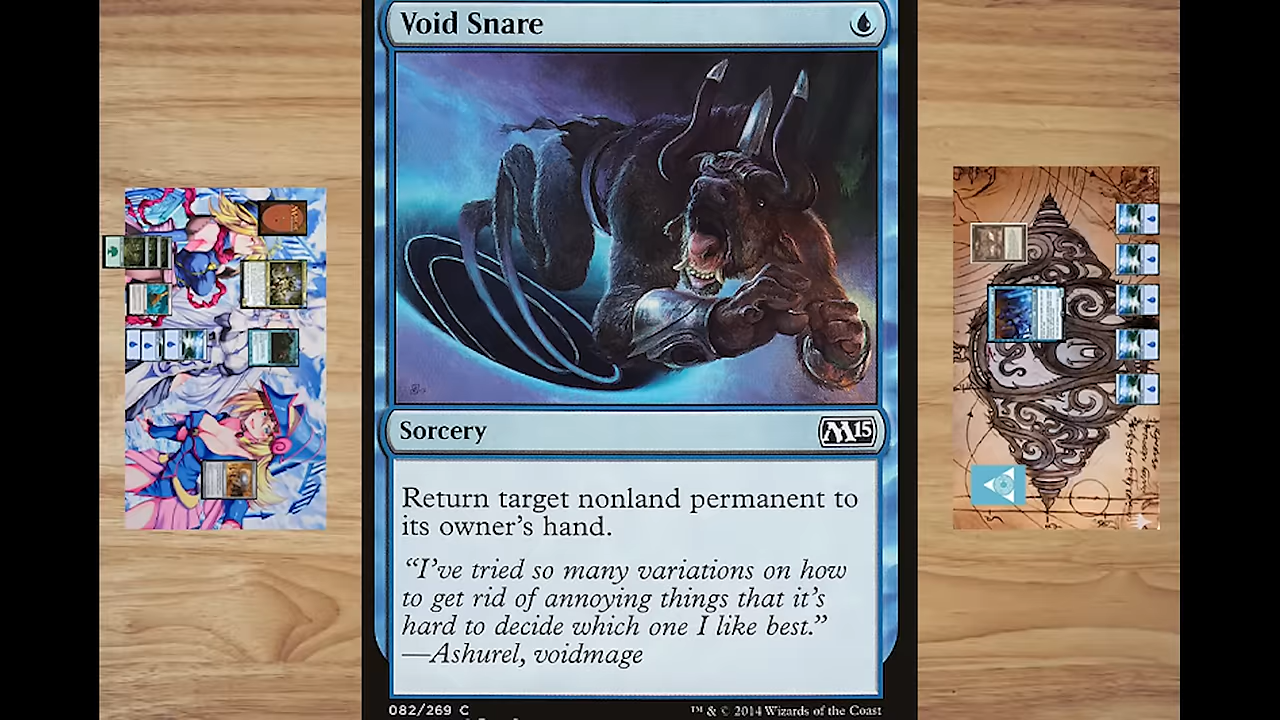 Void Snare
Sorcery
M15
Return target nonland permanent to
its owner's hand.
“I've tried so many variations on how
to get rid of annoying things that it's
hard to decide which one I like best.”
—Ashurel, voidmage
082/269 C
™ & © 2014 Wizards of the Coast